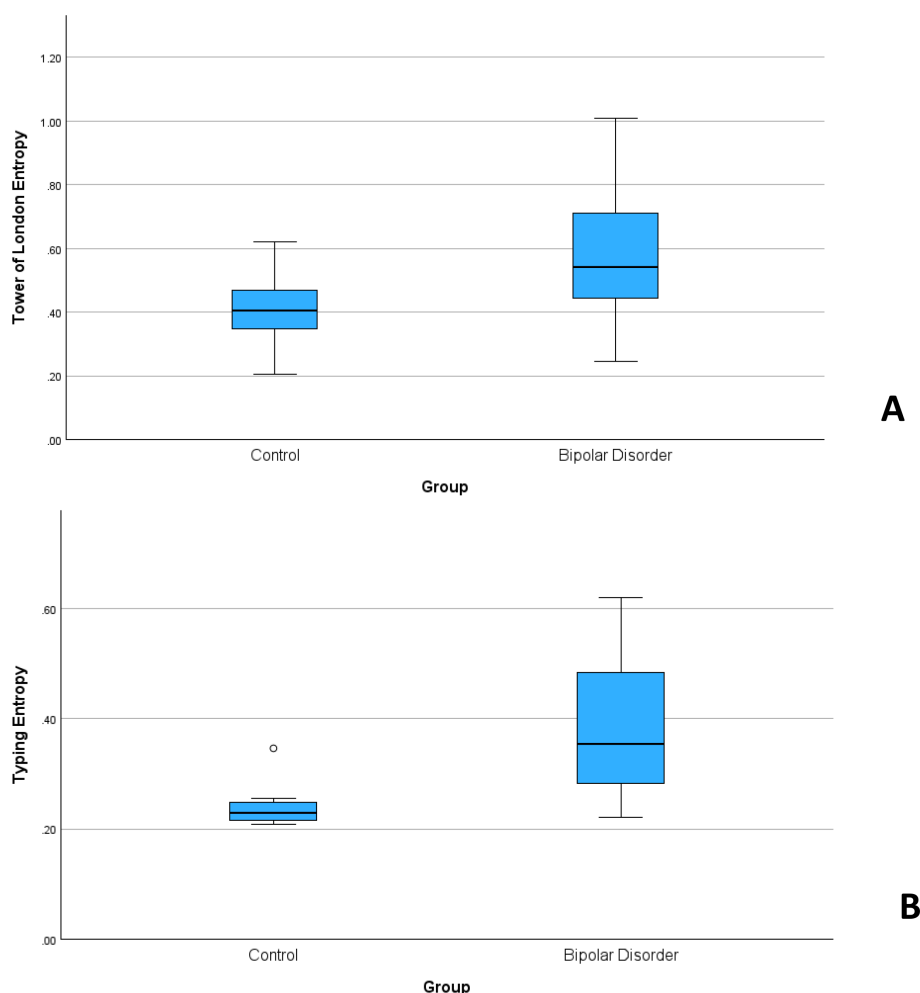 1.20
1.00
.80
.60
.40
.20
.00
Tower of London Entropy
Control Bipolar Disorder
Group
A
.60
.40
.20
.00
Typing Entropy
Control Bipolar Disorder
Group
B